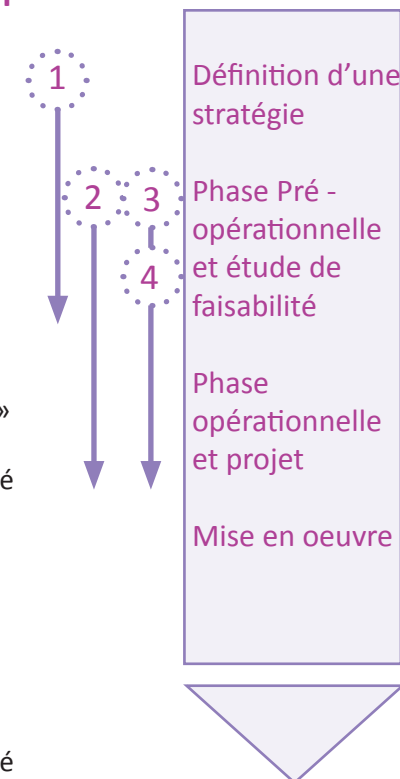 1
Définition d'une
stratégie
2
3
Phase Pré -
opérationnelle
4
et étude de
faisabilité
Phase
»
opérationnelle
é
et projet
Mise en oeuvre
é